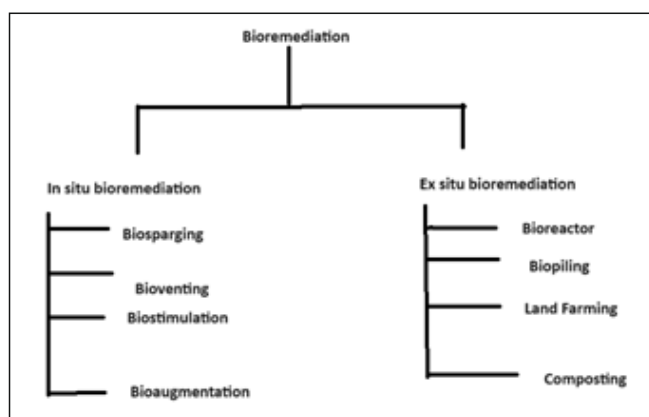 Bioremediation
In situ bioremediation
Biosparging
Bioventing
Biostimulation
Bioaugmentation
Ex situ bioremediation
Bioreactor
Biopiling
Land Farming
Composting